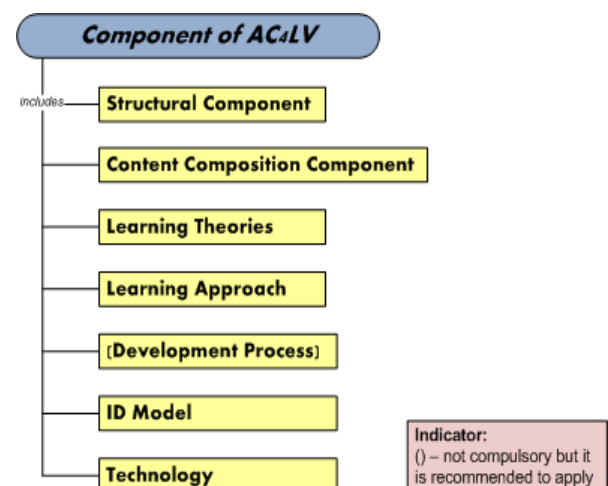 Component of AC4LV
includes
Structural Component
Content Composition Component
Learning Theories
Learning Approach
(Development Process)
ID Model
Technology
Indicator:
() – not compulsory but it
is recommended to apply